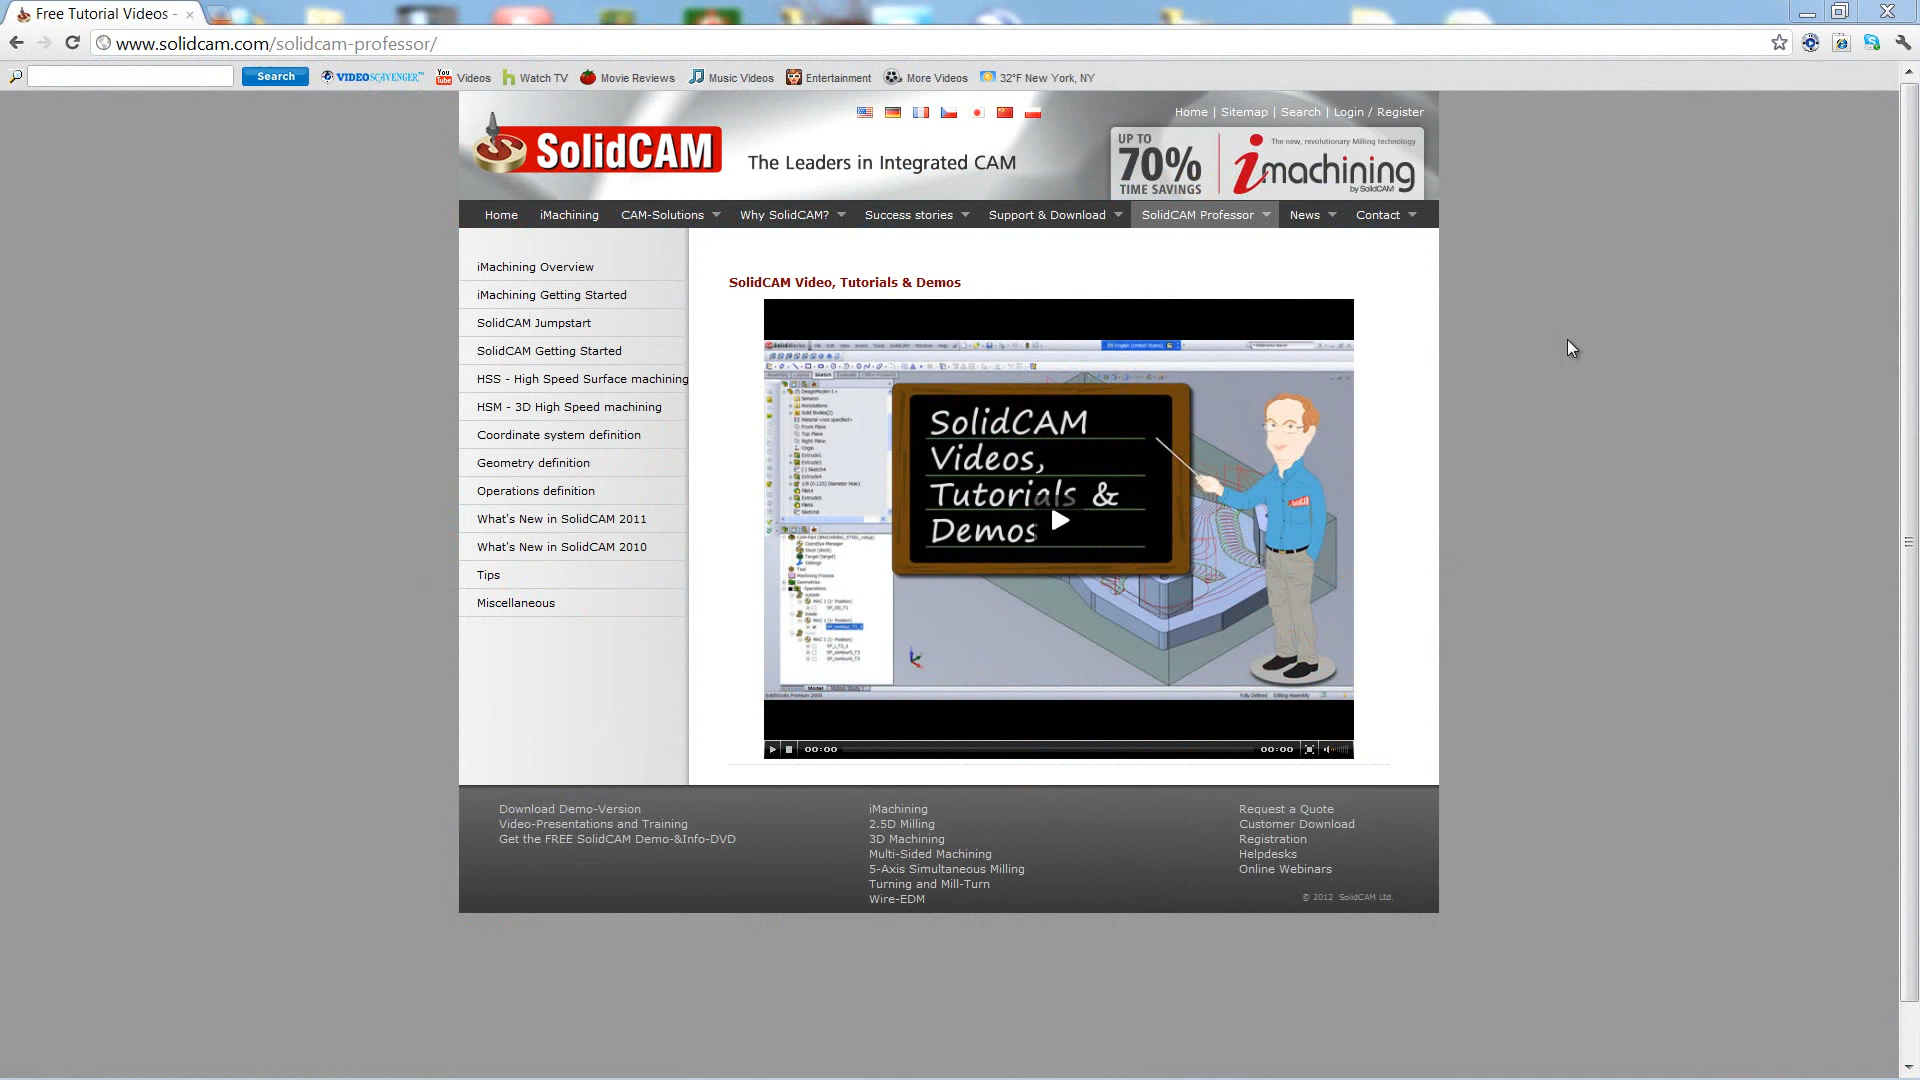 Free Tutorial Videos -
www.solidcam.com/solidcam-professor/
Search
VIDEOSCAVENGER™
You Tube Videos
Watch TV
Movie Reviews
Music Videos
Entertainment
More Videos
32°F New York, NY
Home | Sitemap | Search | Login / Register
SolidCAM
The Leaders in Integrated CAM
UP TO
70%
TIME SAVINGS
The new, revolutionary Milling technology
imachining
by SolidCAM
Home
iMachining
CAM-Solutions
Why SolidCAM?
Success stories
Support & Download
SolidCAM Professor
News
Contact
iMachining Overview
iMachining Getting Started
SolidCAM Jumpstart
SolidCAM Getting Started
HSS - High Speed Surface machining
HSM - 3D High Speed machining
Coordinate system definition
Geometry definition
Operations definition
What's New in SolidCAM 2011
What's New in SolidCAM 2010
Tips
Miscellaneous
SolidCAM Video, Tutorials & Demos
SolidCAM
Videos,
Tutorials &
Demos
00:00
00:00
Download Demo-Version
Video-Presentations and Training
Get the FREE SolidCAM Demo-&Info-DVD
iMachining
2.5D Milling
3D Machining
Multi-Sided Machining
5-Axis Simultaneous Milling
Turning and Mill-Turn
Wire-EDM
Request a Quote
Customer Download
Registration
Helpdesks
Online Webinars
© 2012 SolidCAM Ltd.